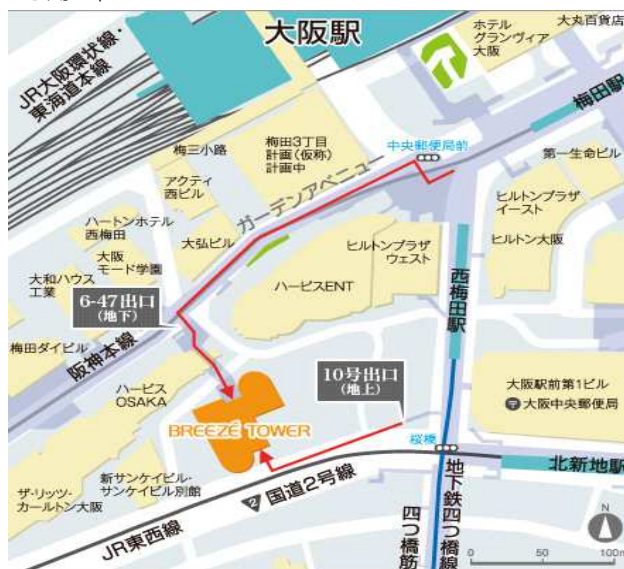 大阪駅
ホテル
グランヴィア
大阪
大丸百貨店
JR大阪環状線・
東海道本線
梅田駅
梅三小路
梅田3丁目
計画(仮称)
計画中
中央郵便局前
第一生命ビル
アクティ
西ビル
ガーデンアベニュー
ヒルトンプラザ
イースト
ハートンホテル
西梅田
大弘ビル
ヒルトンプラザ
ウェスト
ヒルトン大阪
大阪
モード学園
大和ハウス
工業
ハービスENT
西梅田駅
6-47出口
(地下)
梅田ダイビル
阪神本線
ハービス
OSAKA
10号出口
(地上)
大阪駅前第1ビル
大阪中央郵便局
BREEZÉ TOWER
桜橋
新サンケイビル・
サンケイビル別館
北新地駅
ザ・リッツ・
カールトン大阪
2
国道2号線
地下鉄四つ橋線
四つ橋筋
JR東西線
N
0 50 100m